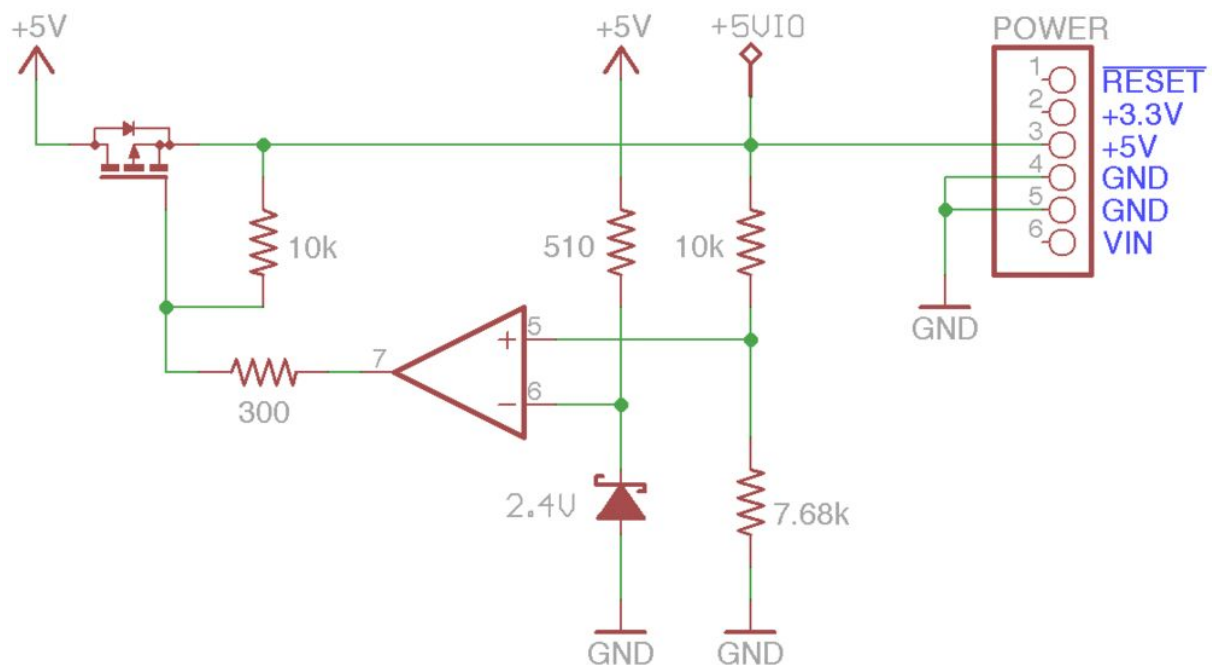 +5V
+5V
+5VIO
POWER
1
RESET
2
+3.3V
3
+5V
4
GND
5
GND
6
VIN
10k
510
10k
GND
+
5
7
-
6
300
2.4V
7.68k
GND
GND